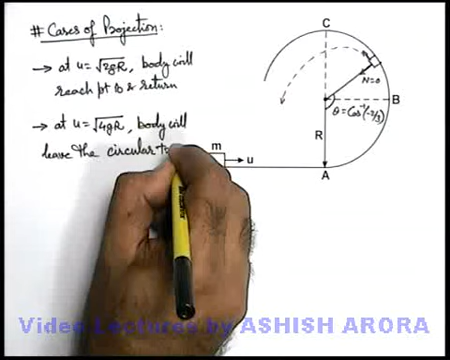 # Cases of Projection:
→ at u = √2gR, body will
reach pt B & return
→ at u = √4gR, body will
leave the circular t
C
N=0
B
θ = Cos⁻¹(-2/3)
R
m
u
A
Video Lectures by ASHISH ARORA